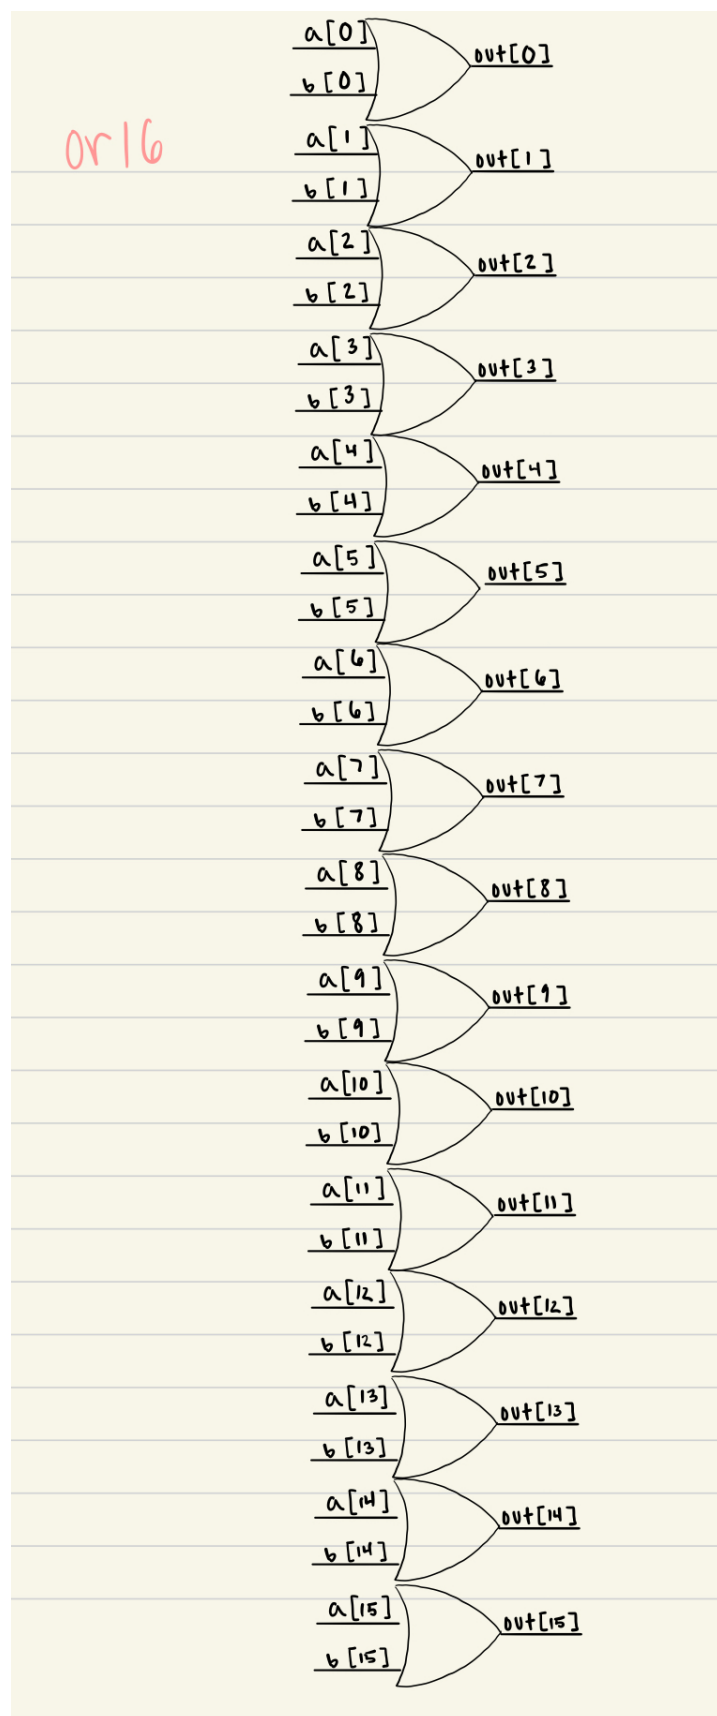 or16
a[0]
out[0]
b[0]
a[1]
out[1]
b[1]
a[2]
out[2]
b[2]
a[3]
out[3]
b[3]
a[4]
out[4]
b[4]
a[5]
out[5]
b[5]
a[6]
out[6]
b[6]
a[7]
out[7]
b[7]
a[8]
out[8]
b[8]
a[9]
out[9]
b[9]
a[10]
out[10]
b[10]
a[11]
out[11]
b[11]
a[12]
out[12]
b[12]
a[13]
out[13]
b[13]
a[14]
out[14]
b[14]
a[15]
out[15]
b[15]